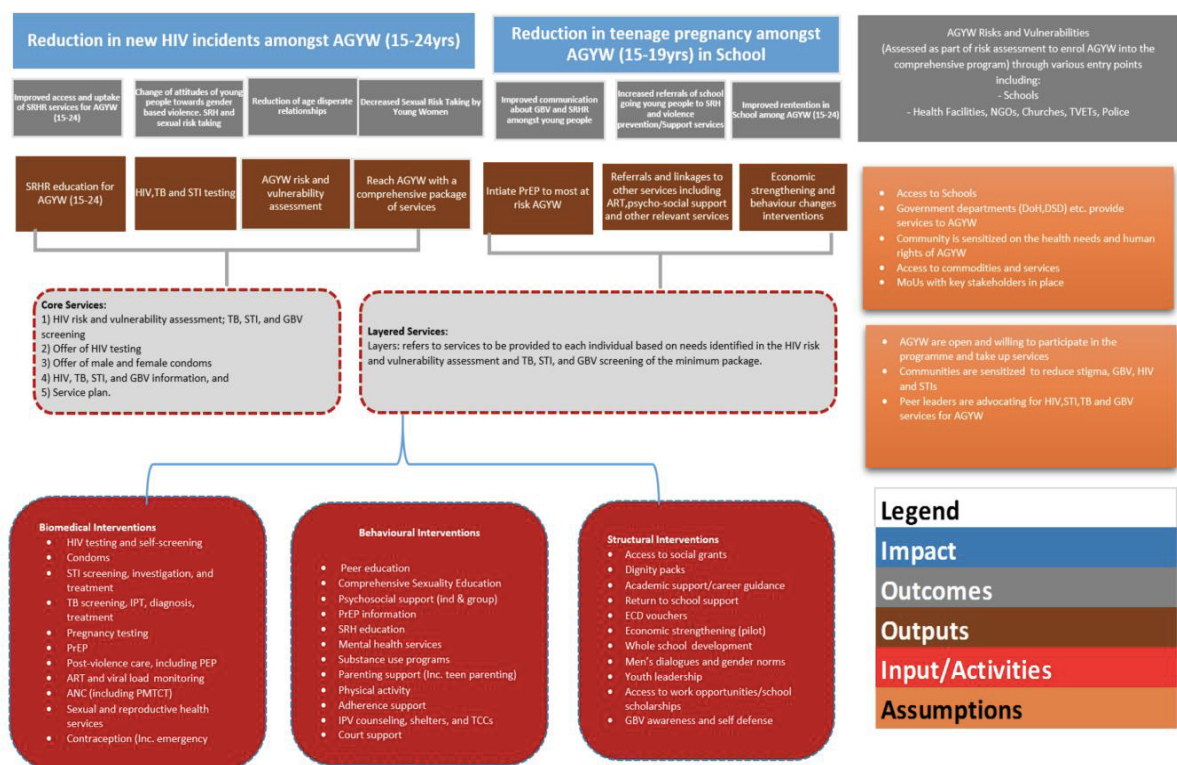 Reduction in new HIV incidents amongst AGYW (15-24yrs)
Reduction in teenage pregnancy amongst
AGYW (15-19yrs) in School
AGYW Risks and Vulnerabilities
(Assessed as part of risk assessment to enrol AGYW into the
comprehensive program) through various entry points
including:
- Schools
- Health Facilities, NGOs, Churches, TVETs, Police
Improved access and uptake
of SRHR services for AGYW
(15-24)
Change of attitudes of young
people towards gender
based violence. SRH and
sexual risk taking
Reduction of age disperate
relationships
Decreased Sexual Risk Taking by
Young Women
Improved communication
about GBV and SRHR
amongst young people
Increased referrals of school
going young people to SRH
and violence
prevention/Support services
Improved rentention in
School among AGYW (15-24)
SRHR education for
AGYW (15-24)
HIV,TB and STI testing
AGYW risk and
vulnerability
assessment
Reach AGYW with a
comprehensive package
of services
Intiate PrEP to most at
risk AGYW
Referrals and linkages to
other services including
ART,psycho-social support
and other relevant services
Economic
strengthening and
behaviour changes
interventions
• Access to Schools
• Government departments (DoH,DSD) etc. provide
services to AGYW
• Community is sensitized on the health needs and human
rights of AGYW
• Access to commodities and services
• MoUs with key stakeholders in place
Core Services:
1) HIV risk and vulnerability assessment; TB, STI, and GBV
screening
2) Offer of HIV testing
3) Offer of male and female condoms
4) HIV, TB, STI, and GBV information, and
5) Service plan.
Layered Services:
Layers: refers to services to be provided to each individual based on needs identified in the HIV risk
and vulnerability assessment and TB, STI, and GBV screening of the minimum package.
• AGYW are open and willing to participate in the
programme and take up services
• Communities are sensitized to reduce stigma, GBV, HIV
and STIs
• Peer leaders are advocating for HIV,STI,TB and GBV
services for AGYW
Biomedical Interventions
• HIV testing and self-screening
• Condoms
• STI screening, investigation, and
treatment
• TB screening, IPT, diagnosis,
treatment
• Pregnancy testing
• PrEP
• Post-violence care, including PEP
• ART and viral load monitoring
• ANC (including PMTCT)
• Sexual and reproductive health
services
• Contraception (Inc. emergency
Behavioural Interventions
• Peer education
• Comprehensive Sexuality Education
• Psychosocial support (ind & group)
• PrEP information
• SRH education
• Mental health services
• Substance use programs
• Parenting support (Inc. teen parenting)
• Physical activity
• Adherence support
• IPV counseling, shelters, and TCCs
• Court support
Structural Interventions
• Access to social grants
• Dignity packs
• Academic support/career guidance
• Return to school support
• ECD vouchers
• Economic strengthening (pilot)
• Whole school development
• Men's dialogues and gender norms
• Youth leadership
• Access to work opportunities/school
scholarships
• GBV awareness and self defense
Legend
Impact
Outcomes
Outputs
Input/Activities
Assumptions